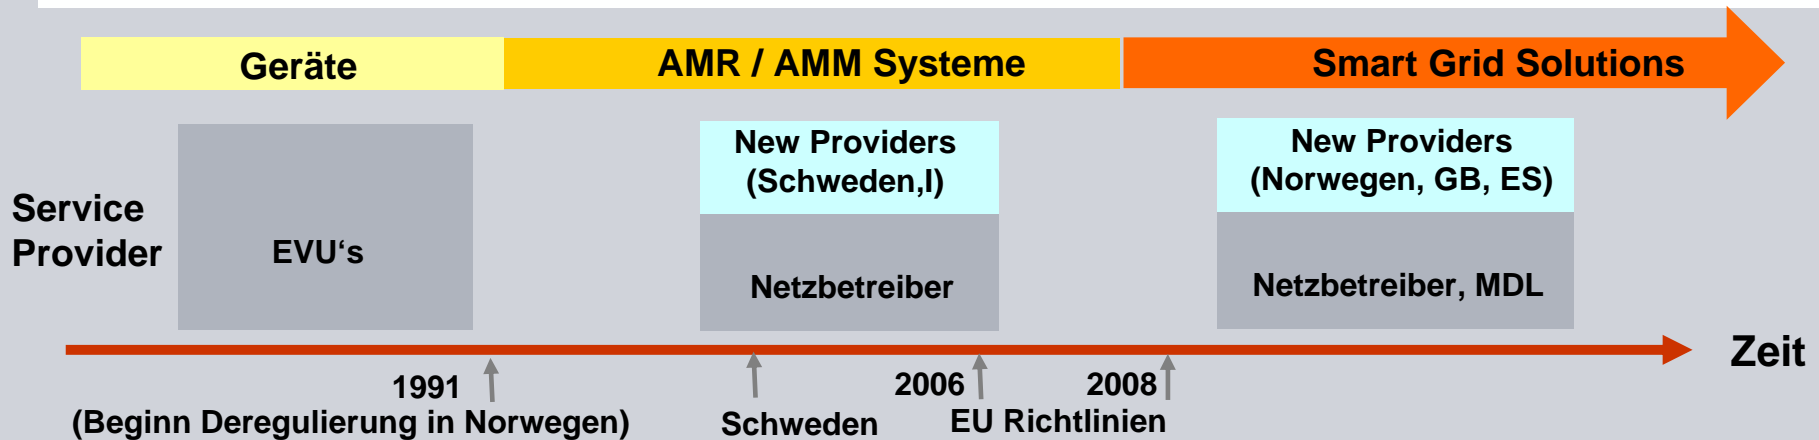 Geräte
AMR / AMM Systeme
Smart Grid Solutions
Service
Provider
EVU‘s
New Providers
(Schweden,I)
Netzbetreiber
New Providers
(Norwegen, GB, ES)
Netzbetreiber, MDL
Zeit
1991
(Beginn Deregulierung in Norwegen)
Schweden
2006
2008
EU Richtlinien